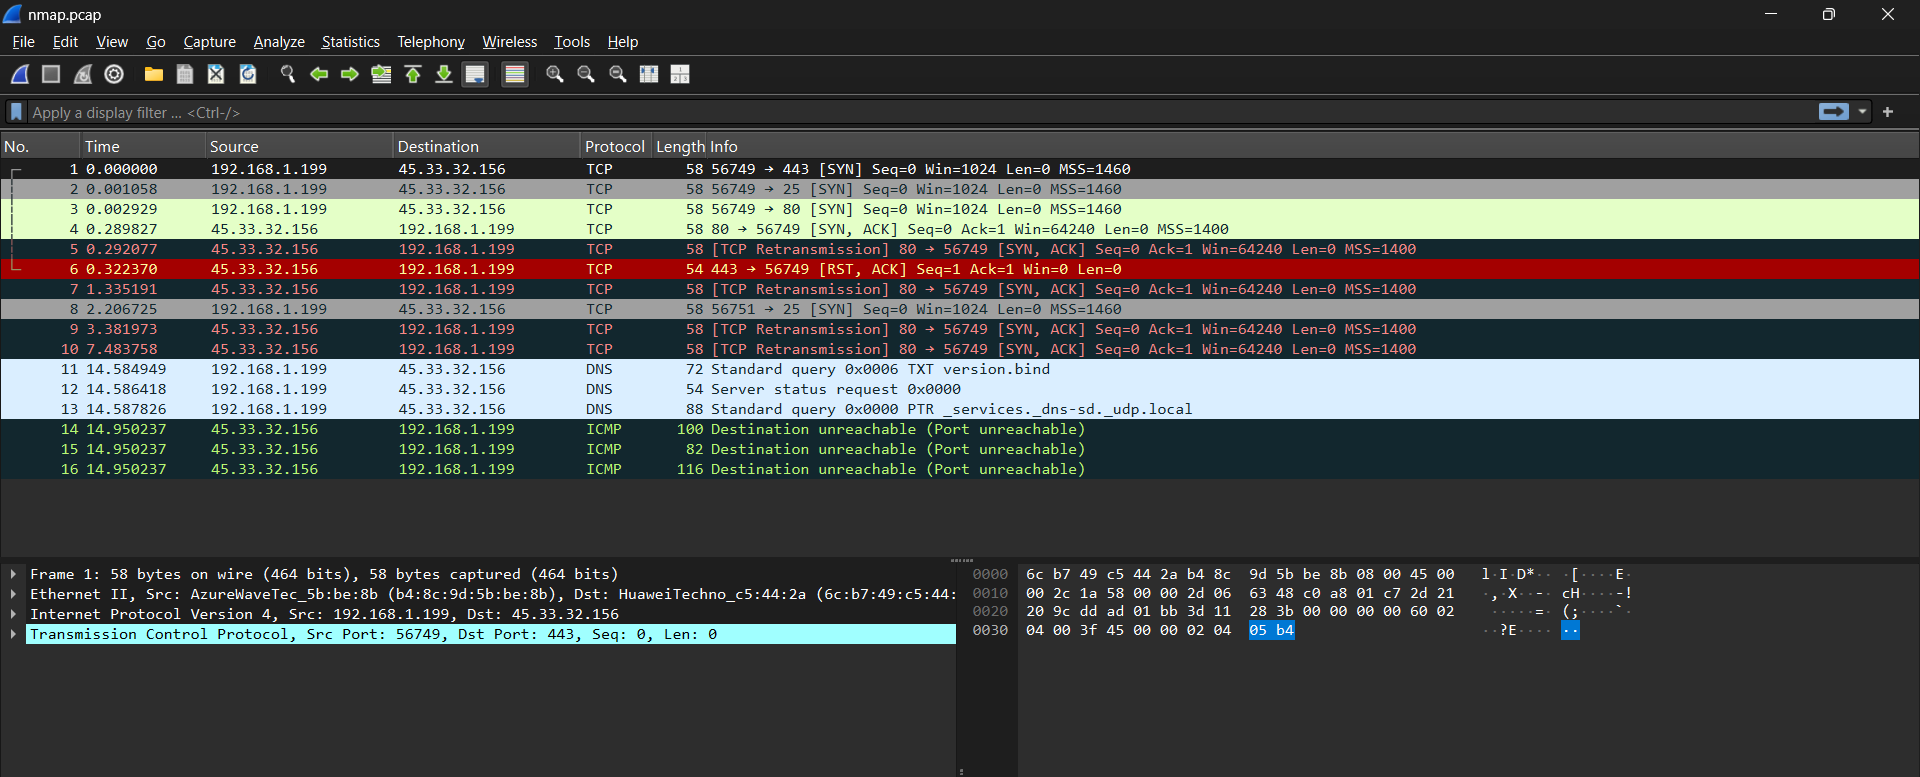 nmap.pcap
File Edit View Go Capture Analyze Statistics Telephony Wireless Tools Help
Apply a display filter ... <Ctrl-/>
No. Time Source Destination Protocol Length Info
1 0.000000 192.168.1.199 45.33.32.156 TCP 58 56749 → 443 [SYN] Seq=0 Win=1024 Len=0 MSS=1460
2 0.001058 192.168.1.199 45.33.32.156 TCP 58 56749 → 25 [SYN] Seq=0 Win=1024 Len=0 MSS=1460
3 0.002929 192.168.1.199 45.33.32.156 TCP 58 56749 → 80 [SYN] Seq=0 Win=1024 Len=0 MSS=1460
4 0.289827 45.33.32.156 192.168.1.199 TCP 58 80 → 56749 [SYN, ACK] Seq=0 Ack=1 Win=64240 Len=0 MSS=1400
5 0.292077 45.33.32.156 192.168.1.199 TCP 58 [TCP Retransmission] 80 → 56749 [SYN, ACK] Seq=0 Ack=1 Win=64240 Len=0 MSS=1400
6 0.322370 45.33.32.156 192.168.1.199 TCP 54 443 → 56749 [RST, ACK] Seq=1 Ack=1 Win=0 Len=0
7 1.335191 45.33.32.156 192.168.1.199 TCP 58 [TCP Retransmission] 80 → 56749 [SYN, ACK] Seq=0 Ack=1 Win=64240 Len=0 MSS=1400
8 2.206725 192.168.1.199 45.33.32.156 TCP 58 56751 → 25 [SYN] Seq=0 Win=1024 Len=0 MSS=1460
9 3.381973 45.33.32.156 192.168.1.199 TCP 58 [TCP Retransmission] 80 → 56749 [SYN, ACK] Seq=0 Ack=1 Win=64240 Len=0 MSS=1400
10 7.483758 45.33.32.156 192.168.1.199 TCP 58 [TCP Retransmission] 80 → 56749 [SYN, ACK] Seq=0 Ack=1 Win=64240 Len=0 MSS=1400
11 14.584949 192.168.1.199 45.33.32.156 DNS 72 Standard query 0x0006 TXT version.bind
12 14.586418 192.168.1.199 45.33.32.156 DNS 54 Server status request 0x0000
13 14.587826 192.168.1.199 45.33.32.156 DNS 88 Standard query 0x0000 PTR _services._dns-sd._udp.local
14 14.950237 45.33.32.156 192.168.1.199 ICMP 100 Destination unreachable (Port unreachable)
15 14.950237 45.33.32.156 192.168.1.199 ICMP 82 Destination unreachable (Port unreachable)
16 14.950237 45.33.32.156 192.168.1.199 ICMP 116 Destination unreachable (Port unreachable)
Frame 1: 58 bytes on wire (464 bits), 58 bytes captured (464 bits)
Ethernet II, Src: AzureWaveTec_5b:be:8b (b4:8c:9d:5b:be:8b), Dst: HuaweiTechno_c5:44:2a (6c:b7:49:c5:44:
Internet Protocol Version 4, Src: 192.168.1.199, Dst: 45.33.32.156
Transmission Control Protocol, Src Port: 56749, Dst Port: 443, Seq: 0, Len: 0
0000 6c b7 49 c5 44 2a b4 8c 9d 5b be 8b 08 00 45 00 l·I·D*·· ·[····E·
0010 00 2c 1a 58 00 00 2d 06 63 48 c0 a8 01 c7 2d 21 ·,·X··-· cH····-!
0020 20 9c dd ad 01 bb 3d 11 28 3b 00 00 00 00 60 02 ······=· (;····`·
0030 04 00 3f 45 00 00 02 04 05 b4 ··?E···· ··